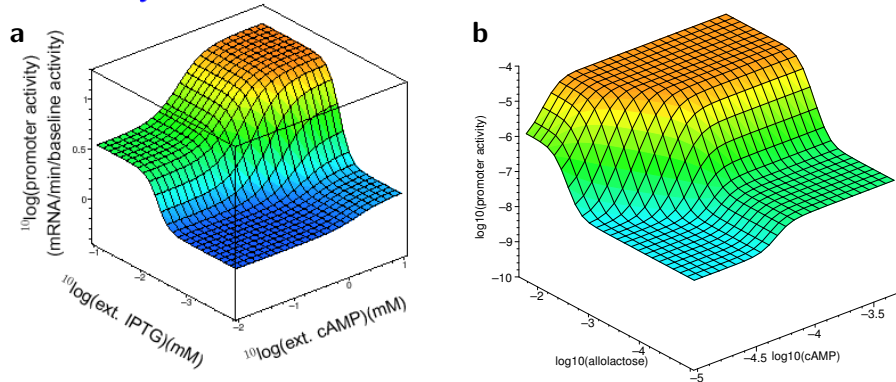 a
¹⁰log(promoter activity)
(mRNA/min/baseline activity)
1
0.5
0
−1
−2
−3
¹⁰log(ext. IPTG)(mM)
−2
−1
0
1
¹⁰log(ext. cAMP)(mM)
b
log10(promoter activity)
−4
−5
−6
−7
−8
−9
−10
−2
−3
−4
−5
log10(allolactose)
−4.5
−4
−3.5
log10(cAMP)